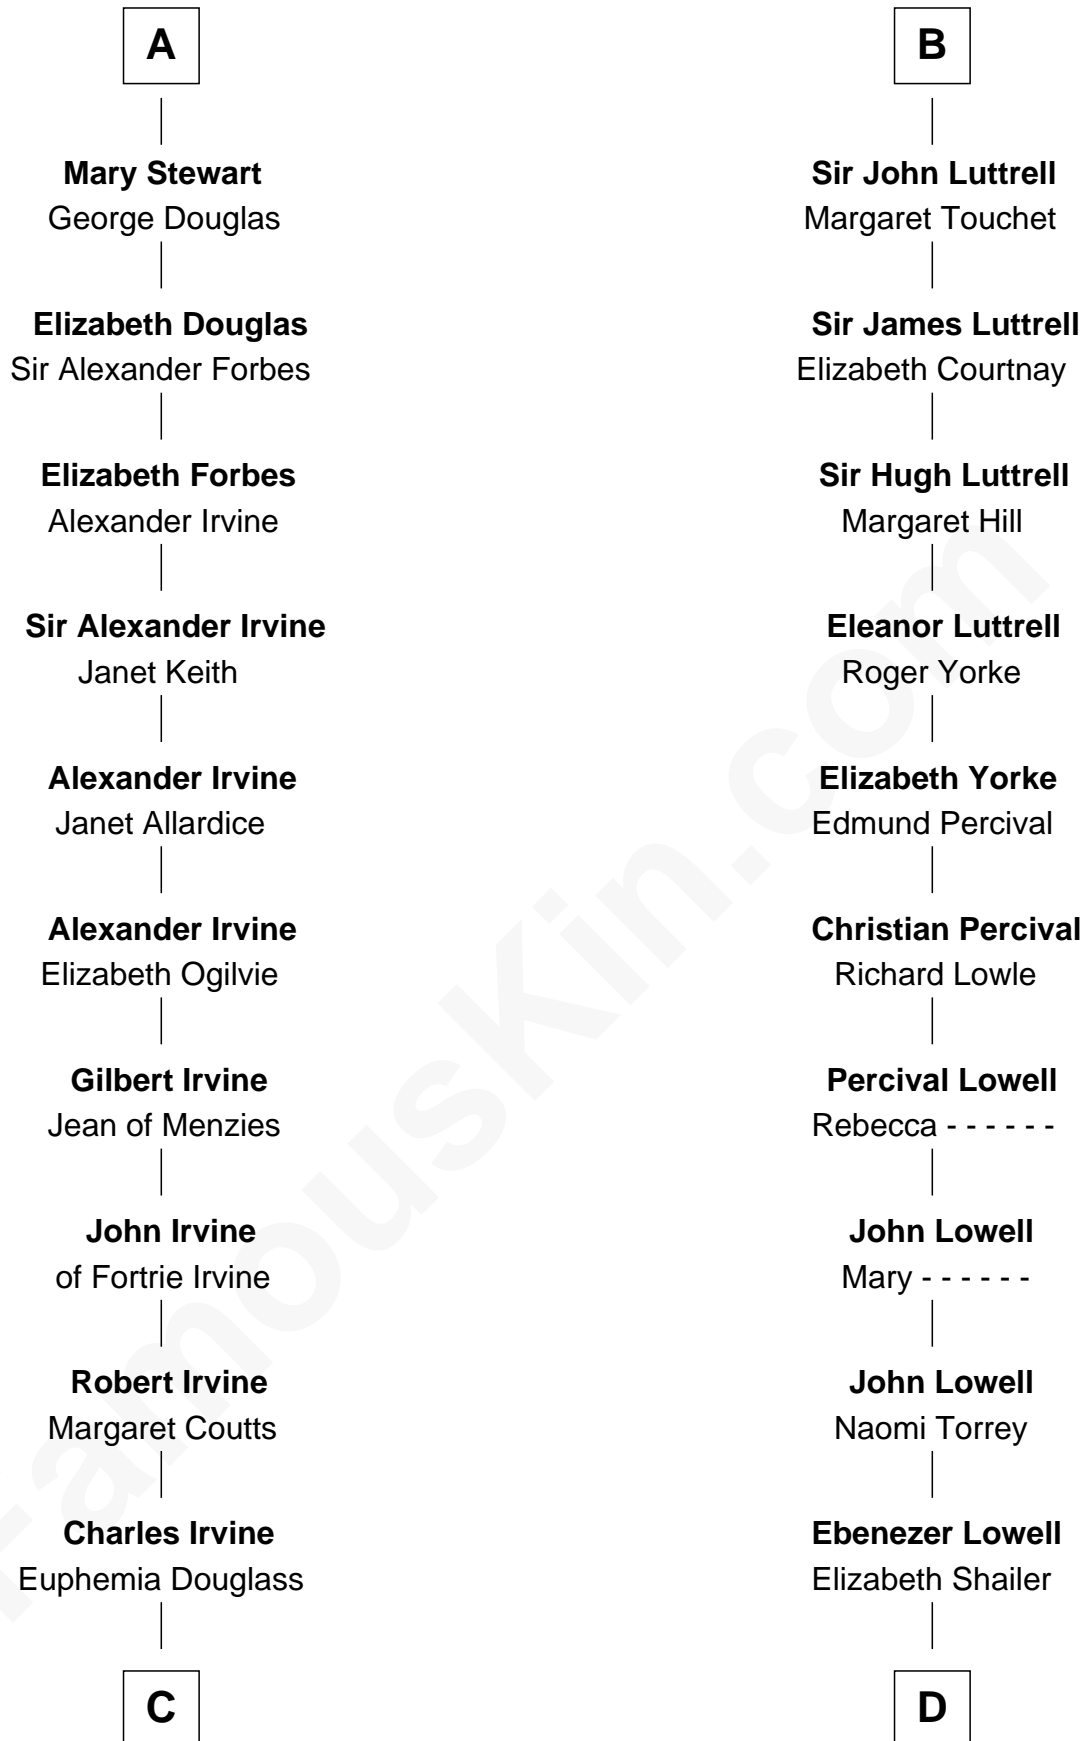 A
Mary Stewart
George Douglas
Elizabeth Douglas
Sir Alexander Forbes
Elizabeth Forbes
Alexander Irvine
Sir Alexander Irvine
Janet Keith
Alexander Irvine
Janet Allardice
Alexander Irvine
Elizabeth Ogilvie
Gilbert Irvine
Jean of Menzies
John Irvine
of Fortrie Irvine
Robert Irvine
Margaret Coutts
Charles Irvine
Euphemia Douglass
C
B
Sir John Luttrell
Margaret Touchet
Sir James Luttrell
Elizabeth Courtnay
Sir Hugh Luttrell
Margaret Hill
Eleanor Luttrell
Roger Yorke
Elizabeth Yorke
Edmund Percival
Christian Percival
Richard Lowle
Percival Lowell
Rebecca - - - - - -
John Lowell
Mary - - - - - -
John Lowell
Naomi Torrey
Ebenezer Lowell
Elizabeth Shailer
D
FamousKin.com